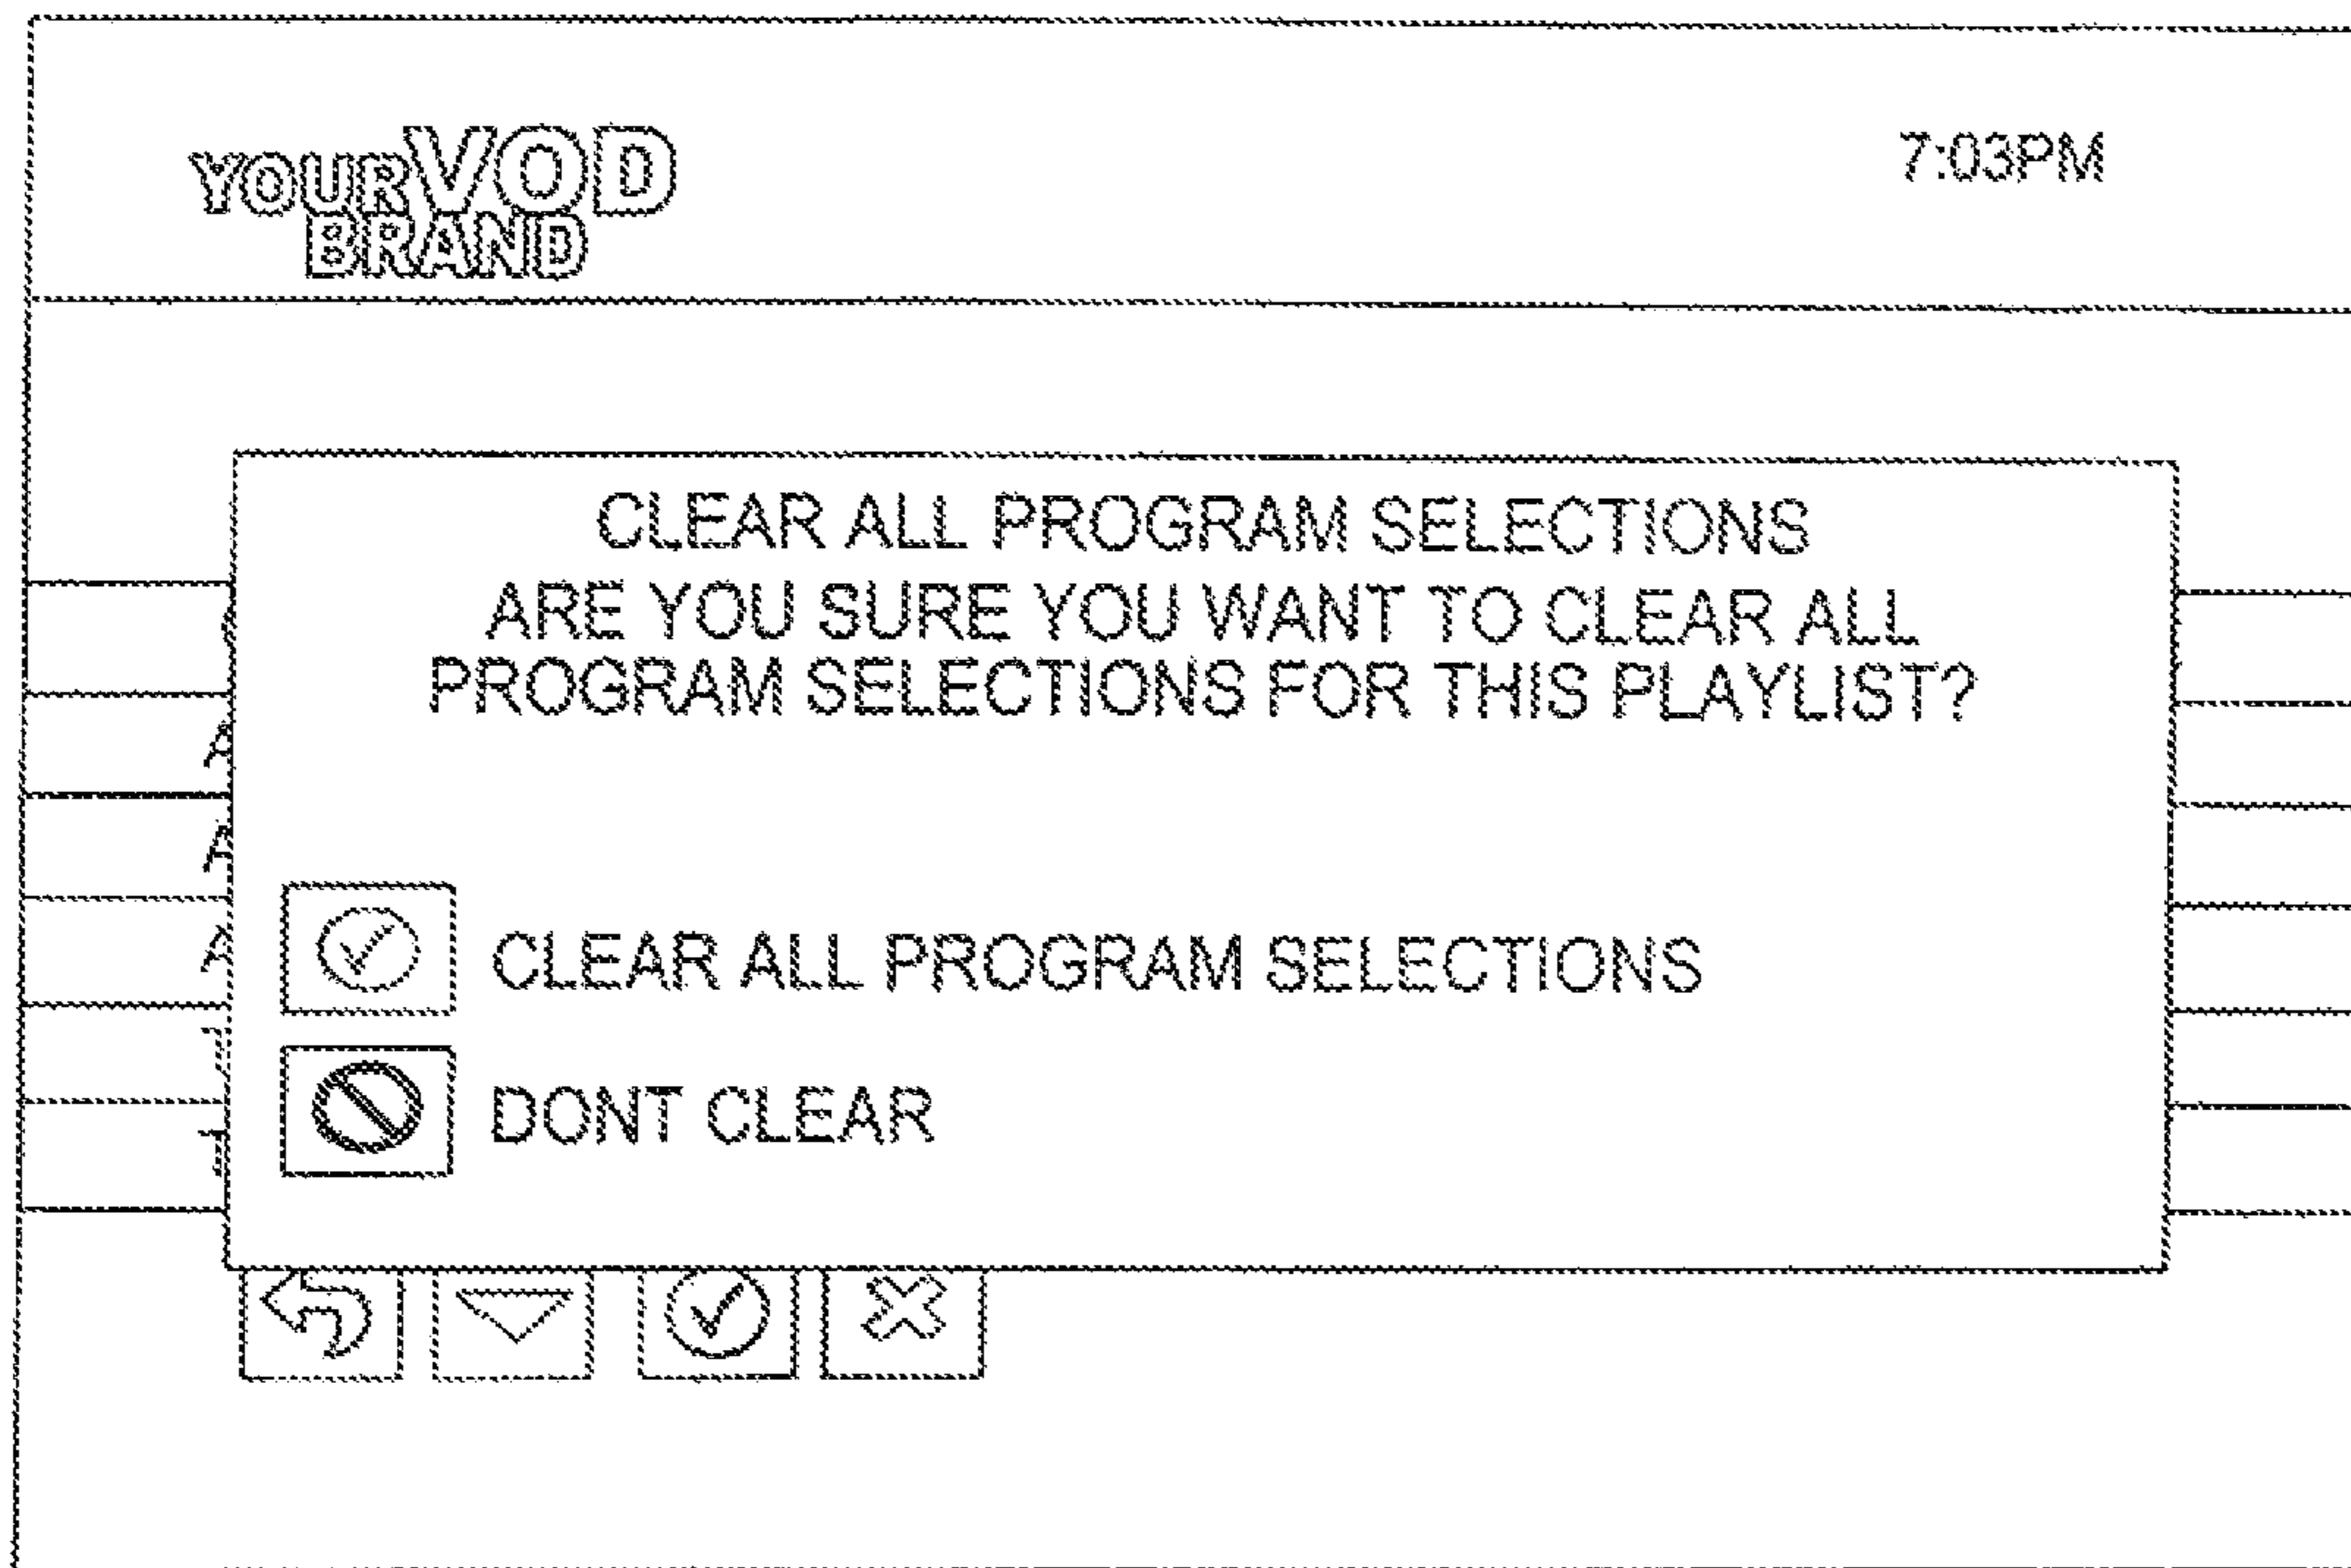 YOUR VOD
BRAND
7:03PM
CLEAR ALL PROGRAM SELECTIONS
ARE YOU SURE YOU WANT TO CLEAR ALL
PROGRAM SELECTIONS FOR THIS PLAYLIST?
CLEAR ALL PROGRAM SELECTIONS
DONT CLEAR